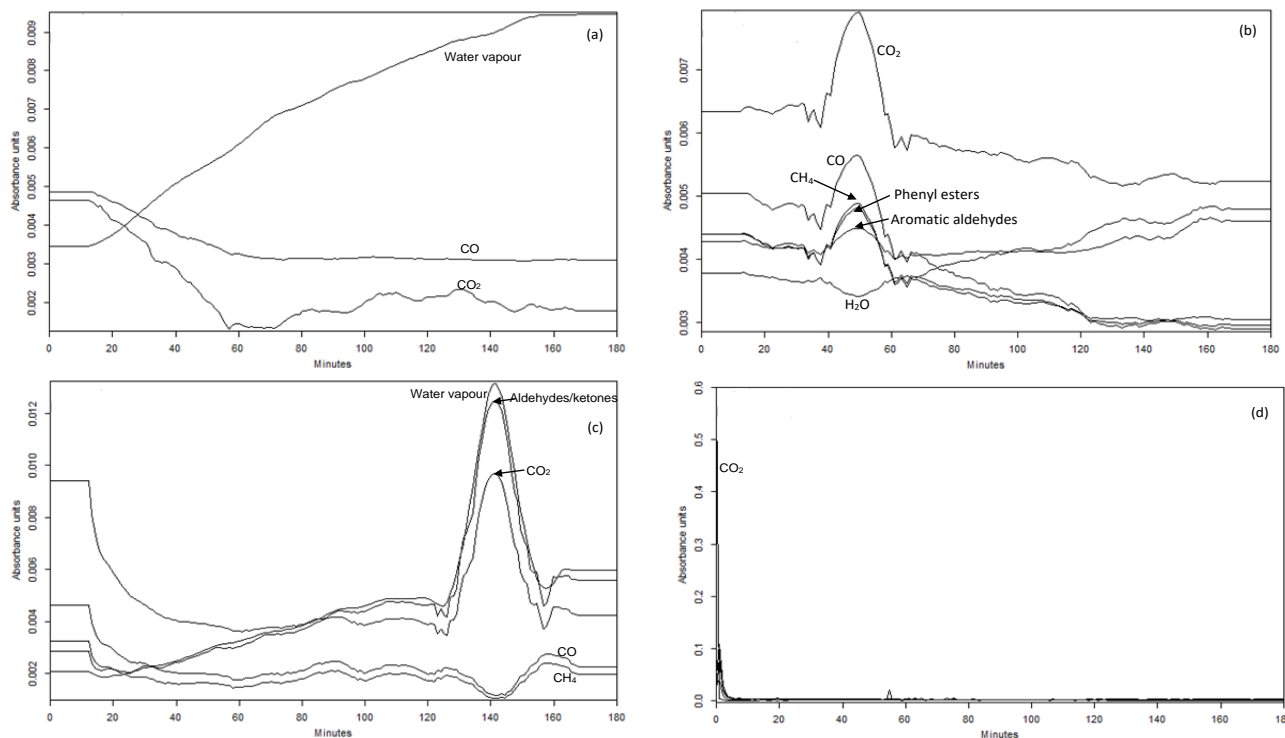 (a)
Water vapour
CO
CO₂
Absorbance units
0.002 0.003 0.004 0.005 0.006 0.007 0.008 0.009
0 20 40 60 80 100 120 140 160 180
Minutes
(b)
CO₂
CO
CH₄
Phenyl esters
Aromatic aldehydes
H₂O
Absorbance units
0.003 0.004 0.005 0.006 0.007
0 20 40 60 80 100 120 140 160 180
Minutes
(c)
Water vapour
Aldehydes/ketones
CO₂
CO
CH₄
Absorbance units
0.002 0.004 0.006 0.008 0.010 0.012
0 20 40 60 80 100 120 140 160 180
Minutes
(d)
CO₂
Absorbance units
0.0 0.1 0.2 0.3 0.4 0.5 0.6
0 20 40 60 80 100 120 140 160 180
Minutes